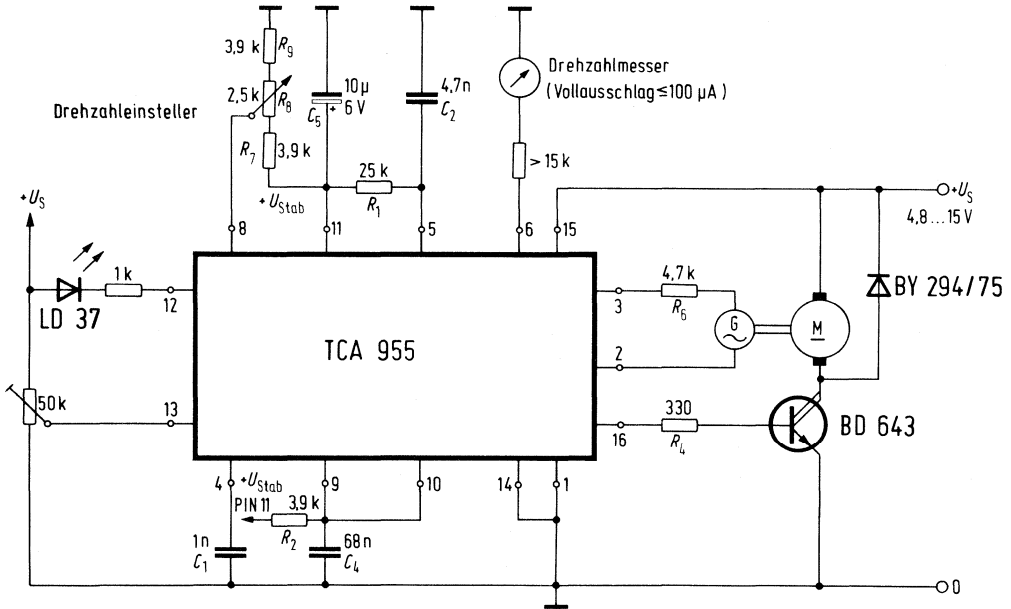 3,9 k R9
Drehzahleinsteller
2,5k R8
R7 3,9 k
10µ
6 V
C5 +
4,7n
C2
Drehzahlmesser
(Vollausschlag≤100 µA)
>15k
25 k
R1
+UStab
8
11
5
6
15
+US
4,8...15 V
+US
LD 37
1k
12
50k
13
TCA 955
3
4,7k
R6
G
M
BY 294/75
2
16
330
R4
BD 643
4
+UStab
PIN 11
9
10
14
1
3,9 k
R2
1n
C1
68n
C4
0